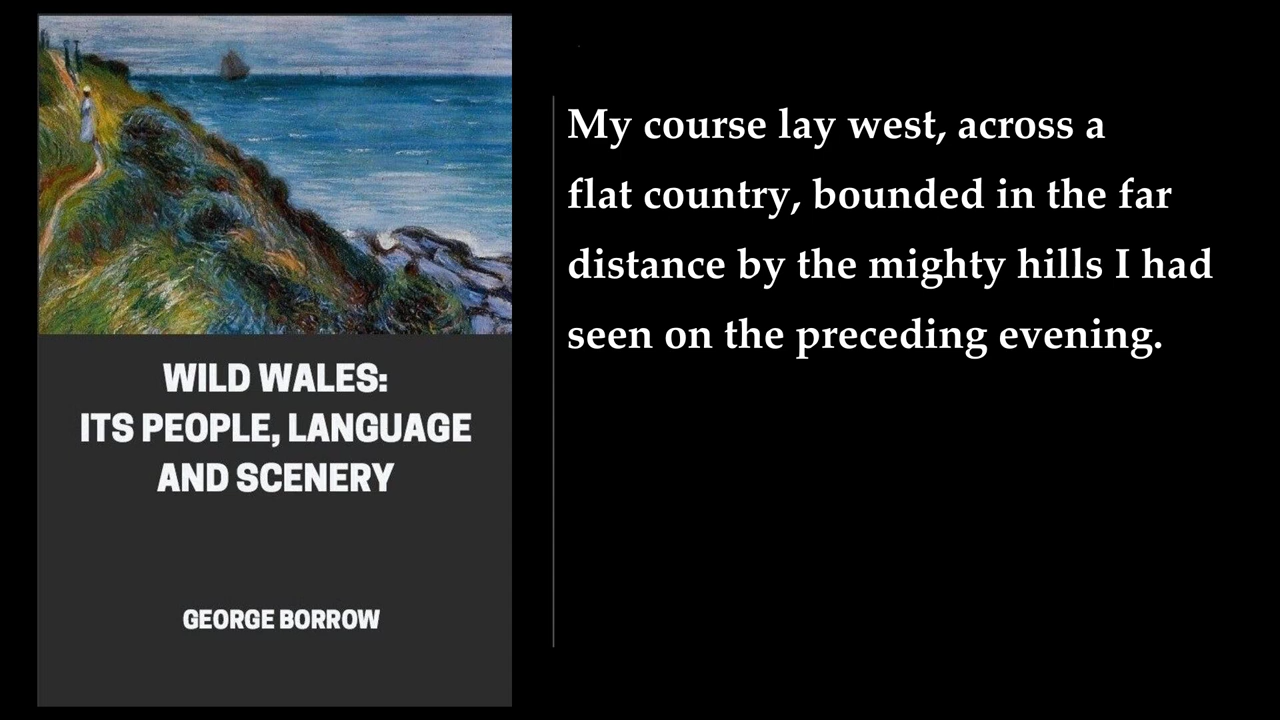 WILD WALES:
ITS PEOPLE, LANGUAGE
AND SCENERY
GEORGE BORROW
My course lay west, across a
flat country, bounded in the far
distance by the mighty hills I had
seen on the preceding evening.